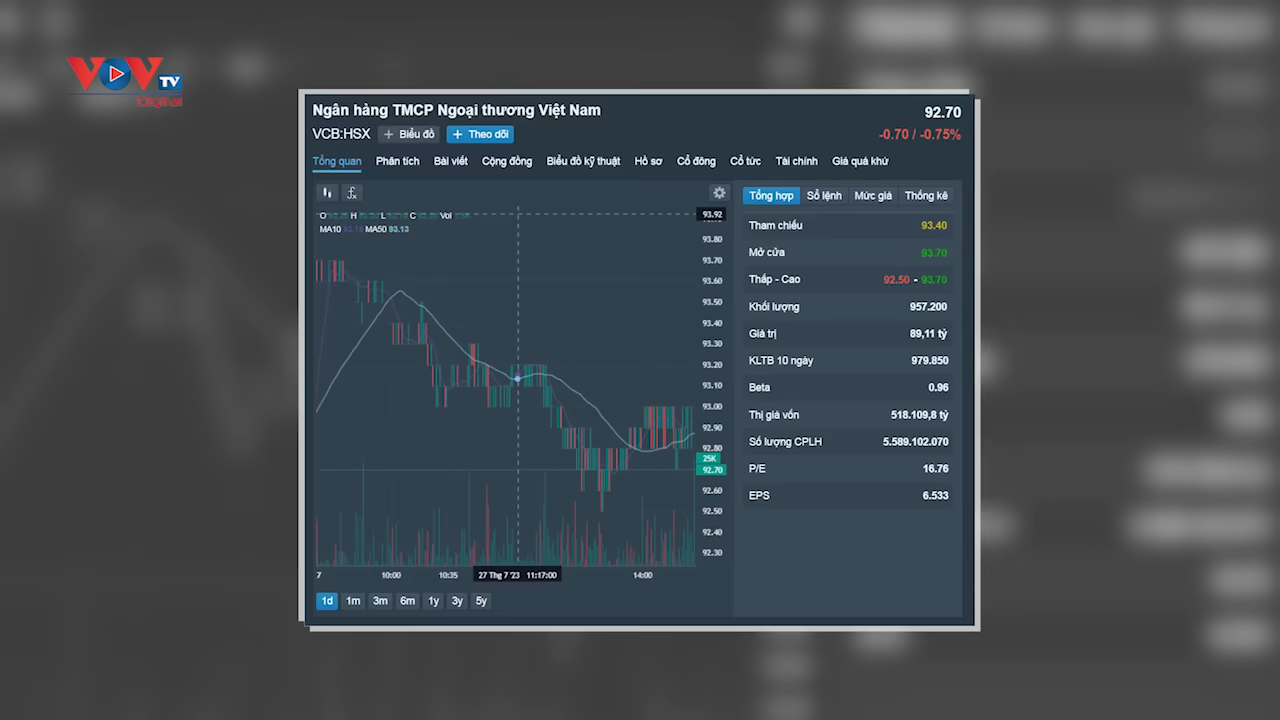 VOV TV
Digital
Ngân hàng TMCP Ngoại thương Việt Nam
92.70
VCB:HSX + Biểu đồ + Theo dõi
-0.70 / -0.75%
Tổng quan Phân tích Bài viết Cộng đồng Biểu đồ kỹ thuật Hồ sơ Cổ đông Cổ tức Tài chính Giá quá khứ
Tổng hợp Sổ lệnh Mức giá Thống kê
O H L C Vol
MA10 MA50 93.13
93.92
93.80
93.70
93.60
93.50
93.40
93.30
93.20
93.10
93.00
92.90
92.80
25K
92.70
92.60
92.50
92.40
92.30
7 10:00 10:35 27 Thg 7 '23 11:17:00 14:00
1d 1m 3m 6m 1y 3y 5y
Tham chiếu 93.40
Mở cửa 93.70
Thấp - Cao 92.50 - 93.70
Khối lượng 957.200
Giá trị 89,11 tỷ
KLTB 10 ngày 979.850
Beta 0.96
Thị giá vốn 518.109,8 tỷ
Số lượng CPLH 5.589.102.070
P/E 16.76
EPS 6.533